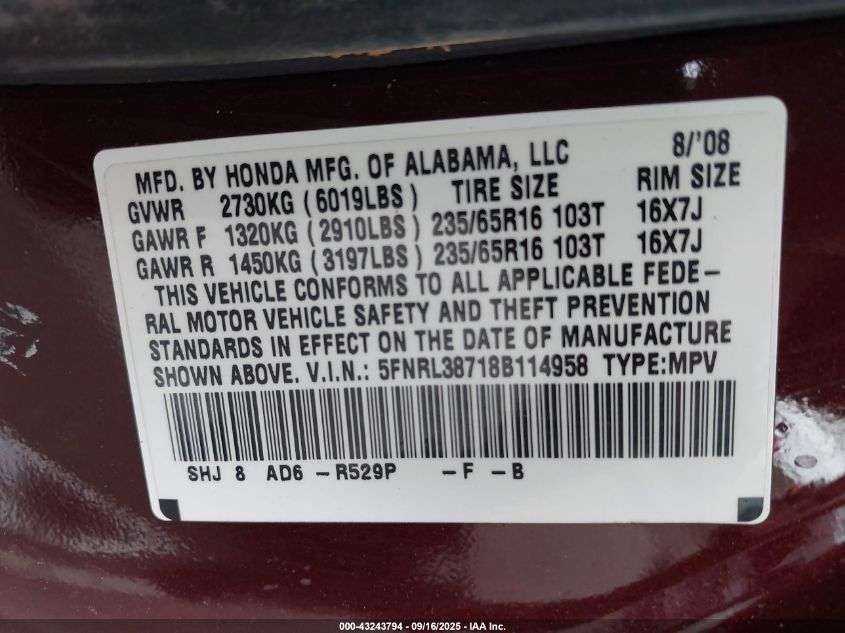 MFD. BY HONDA MFG. OF ALABAMA, LLC 8/'08
GVWR 2730KG (6019LBS) TIRE SIZE RIM SIZE
GAWR F 1320KG (2910LBS) 235/65R16 103T 16X7J
GAWR R 1450KG (3197LBS) 235/65R16 103T 16X7J
THIS VEHICLE CONFORMS TO ALL APPLICABLE FEDE-
RAL MOTOR VEHICLE SAFETY AND THEFT PREVENTION
STANDARDS IN EFFECT ON THE DATE OF MANUFACTURE
SHOWN ABOVE. V.I.N.: 5FNRL38718B114958 TYPE:MPV
SHJ 8 AD6 -R529P -F -B
000-43243794 - 09/16/2025 - IAA Inc.